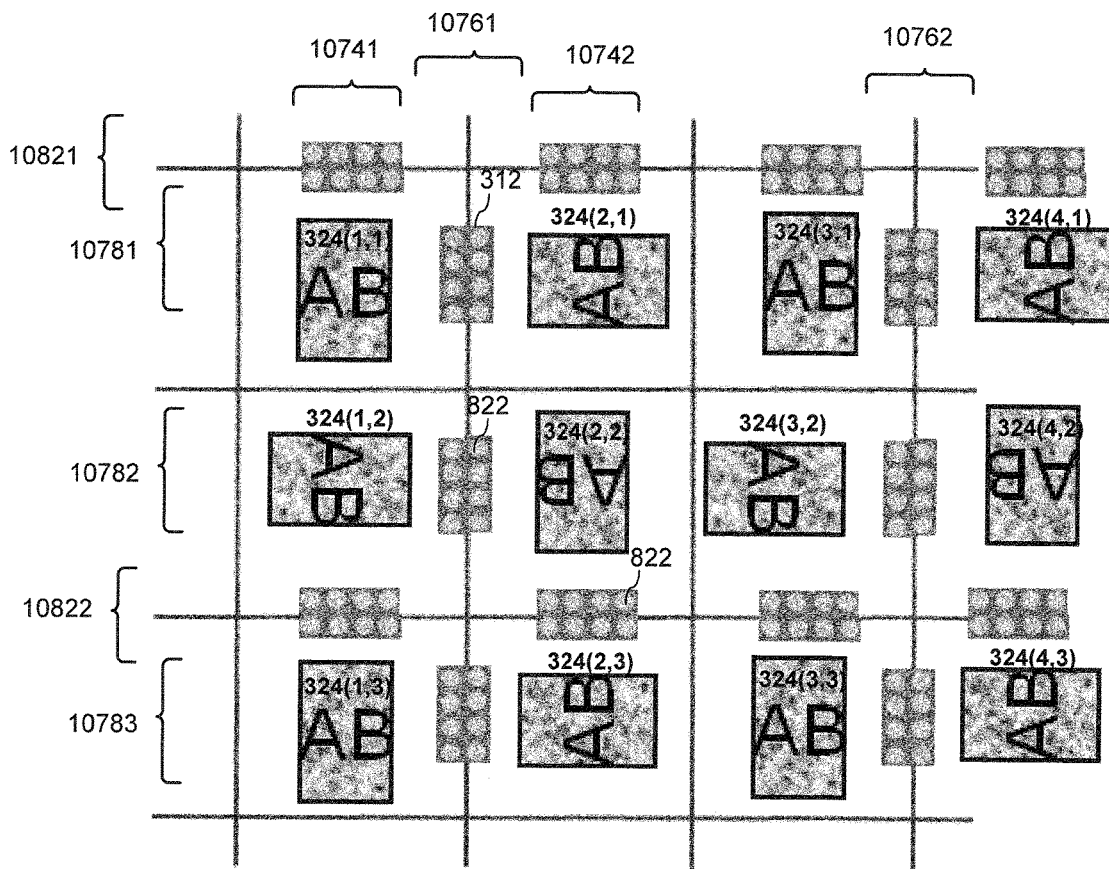 10761
10741
10742
10762
10821
312
10781
324(1,1)
AB
324(2,1)
AB
324(3,1)
AB
324(4,1)
AB
822
10782
324(1,2)
AB
324(2,2)
AB
324(3,2)
AB
324(4,2)
AB
822
10822
10783
324(1,3)
AB
324(2,3)
AB
324(3,3)
AB
324(4,3)
AB